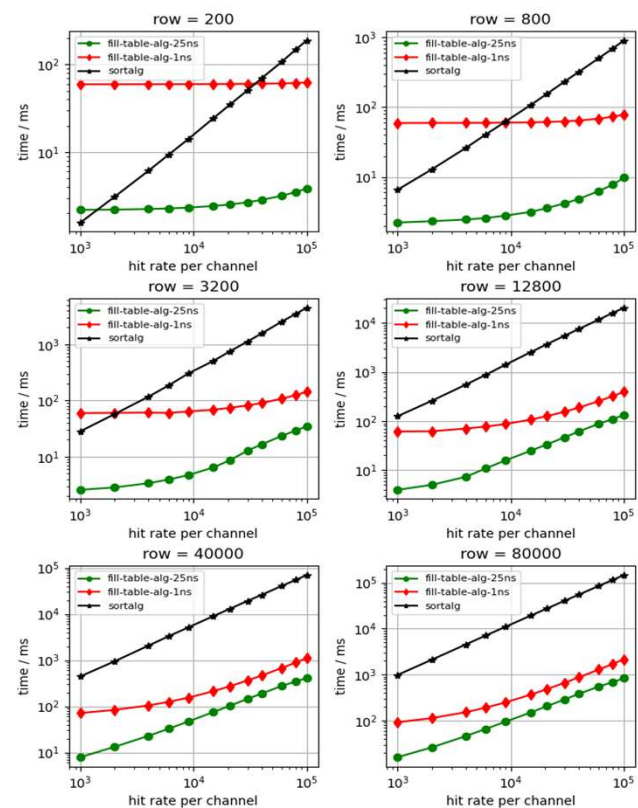 row = 200
10²
10¹
time / ms
fill-table-alg-25ns
fill-table-alg-1ns
sortalg
10³
10⁴
10⁵
hit rate per channel
row = 800
10³
10²
10¹
time / ms
fill-table-alg-25ns
fill-table-alg-1ns
sortalg
10³
10⁴
10⁵
hit rate per channel
row = 3200
10³
10²
10¹
time / ms
fill-table-alg-25ns
fill-table-alg-1ns
sortalg
10³
10⁴
10⁵
hit rate per channel
row = 12800
10⁴
10³
10²
10¹
time / ms
fill-table-alg-25ns
fill-table-alg-1ns
sortalg
10³
10⁴
10⁵
hit rate per channel
row = 40000
10⁵
10⁴
10³
10²
10¹
time / ms
fill-table-alg-25ns
fill-table-alg-1ns
sortalg
10³
10⁴
10⁵
hit rate per channel
row = 80000
10⁵
10⁴
10³
10²
time / ms
fill-table-alg-25ns
fill-table-alg-1ns
sortalg
10³
10⁴
10⁵
hit rate per channel